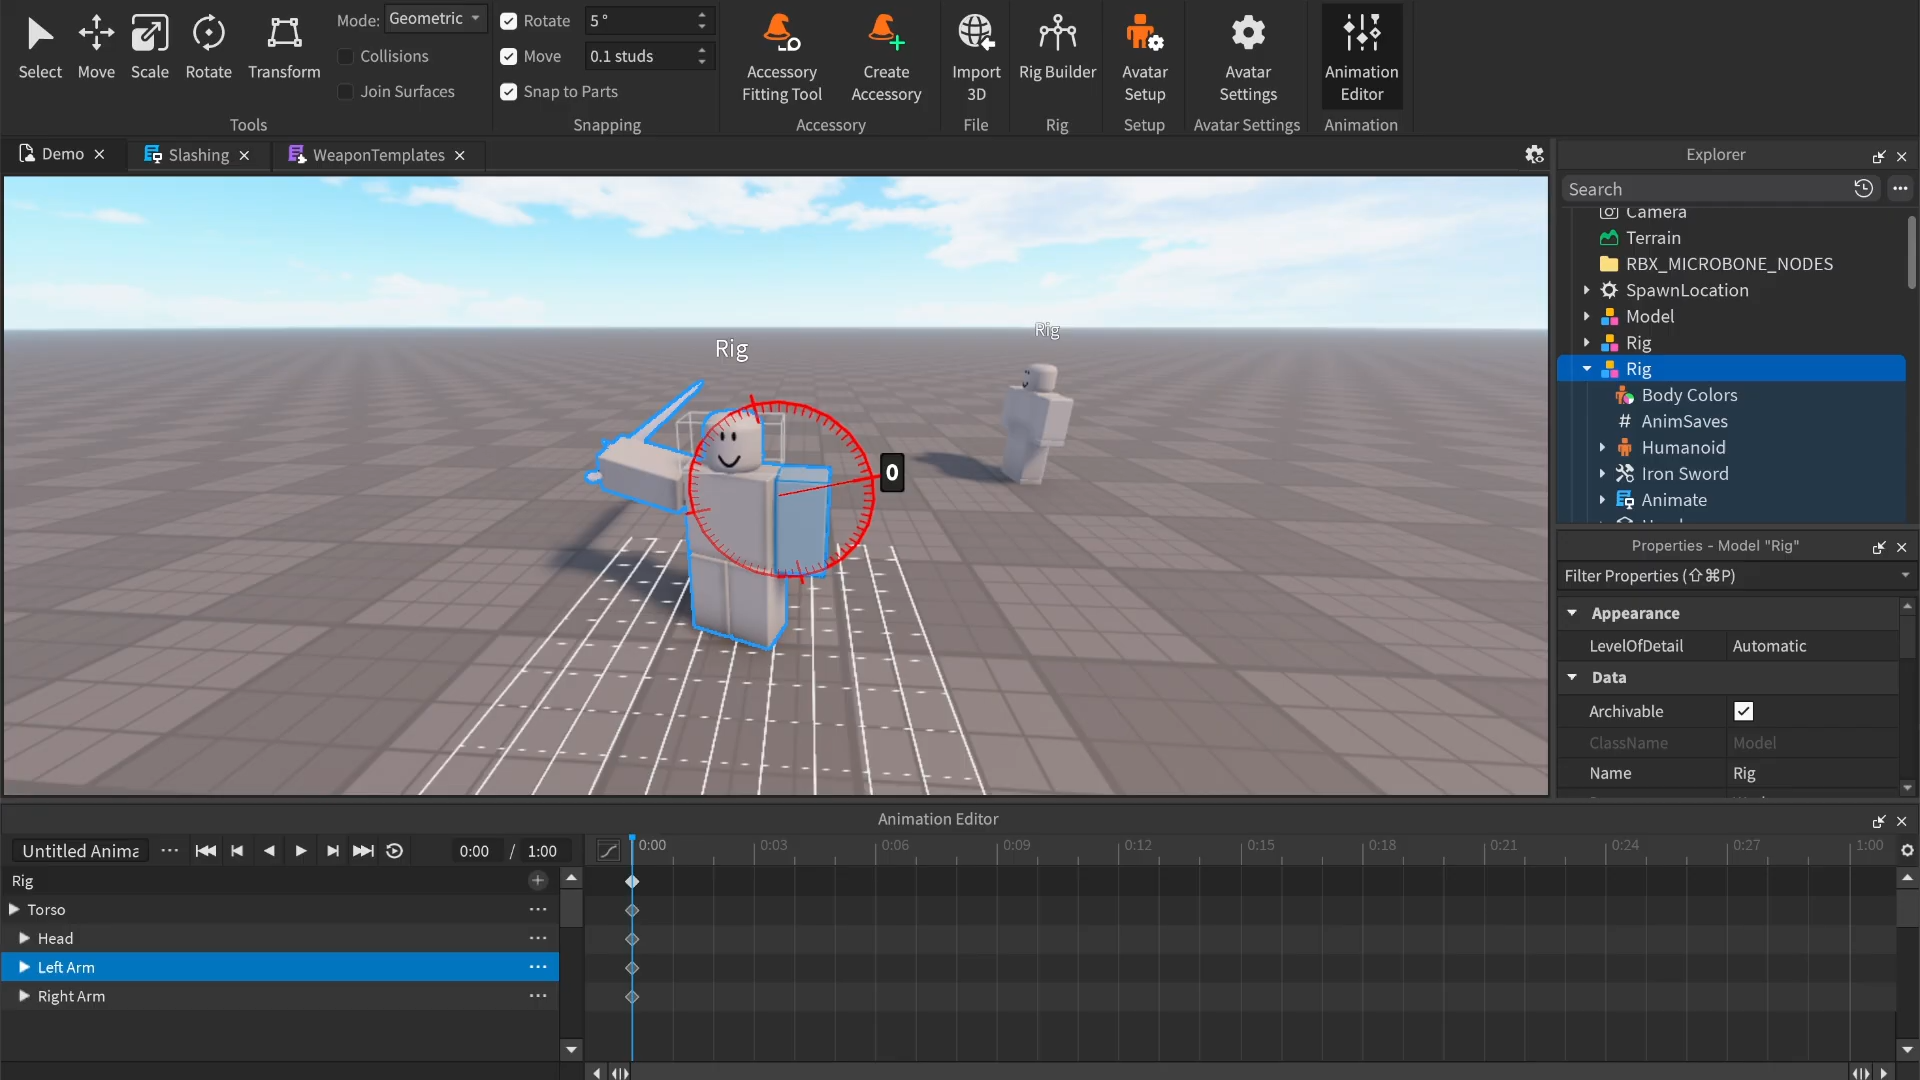 Select
Move
Scale
Rotate
Transform
Mode: Geometric
Collisions
Join Surfaces
Tools
Rotate 5 °
Move 0.1 studs
Snap to Parts
Snapping
Accessory
Fitting Tool
Create
Accessory
Accessory
Import
3D
File
Rig Builder
Rig
Avatar
Setup
Setup
Avatar
Settings
Avatar Settings
Animation
Editor
Animation
Demo
Slashing
WeaponTemplates
Rig
Rig
0
Explorer
Search
Camera
Terrain
RBX_MICROBONE_NODES
SpawnLocation
Model
Rig
Rig
Body Colors
# AnimSaves
Humanoid
Iron Sword
Animate
Properties - Model "Rig"
Filter Properties (⇧⌘P)
Appearance
LevelOfDetail Automatic
Data
Archivable
ClassName Model
Name Rig
Animation Editor
Untitled Anima
0:00 / 1:00
0:00 0:03 0:06 0:09 0:12 0:15 0:18 0:21 0:24 0:27 1:00
Rig
Torso
Head
Left Arm
Right Arm